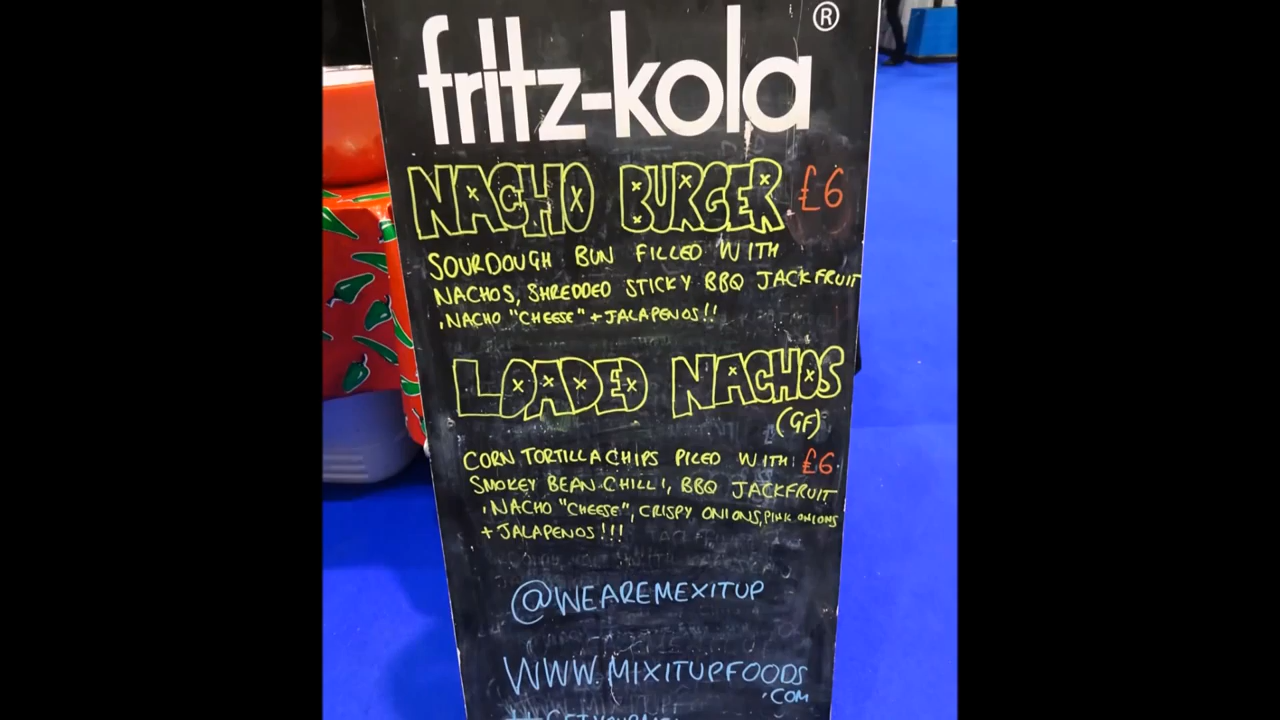 fritz-kola®
NACHO BURGER £6
SOURDOUGH BUN FILLED WITH
NACHOS, SHREDDED STICKY BBQ JACKFRUIT
, NACHO "CHEESE" + JALAPENOS!!
LOADED NACHOS
(GF)
CORN TORTILLA CHIPS PILED WITH: £6.
SMOKEY BEAN CHILLI, BBQ JACKFRUIT
, NACHO "CHEESE", CRISPY ONIONS, PINK ONIONS
+ JALAPENOS!!!
@WEAREMEXITUP
WWW.MIXITUPFOODS
.COM